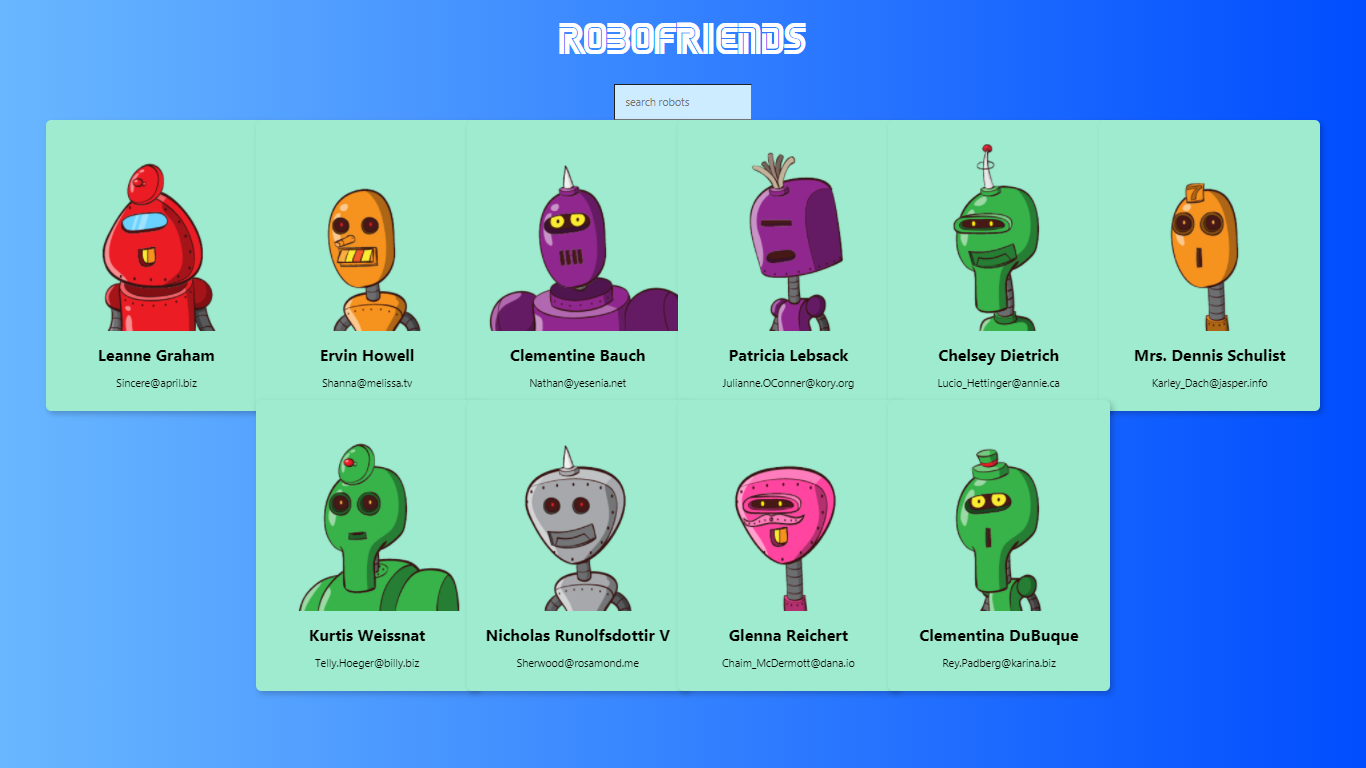 ROBOFRIENDS
search robots
Leanne Graham
Sincere@april.biz
Ervin Howell
Shanna@melissa.tv
Clementine Bauch
Nathan@yesenia.net
Patricia Lebsack
Julianne.OConner@kory.org
Chelsey Dietrich
Lucio_Hettinger@annie.ca
7
Mrs. Dennis Schulist
Karley_Dach@jasper.info
Kurtis Weissnat
Telly.Hoeger@billy.biz
Nicholas Runolfsdottir V
Sherwood@rosamond.me
Glenna Reichert
Chaim_McDermott@dana.io
Clementina DuBuque
Rey.Padberg@karina.biz